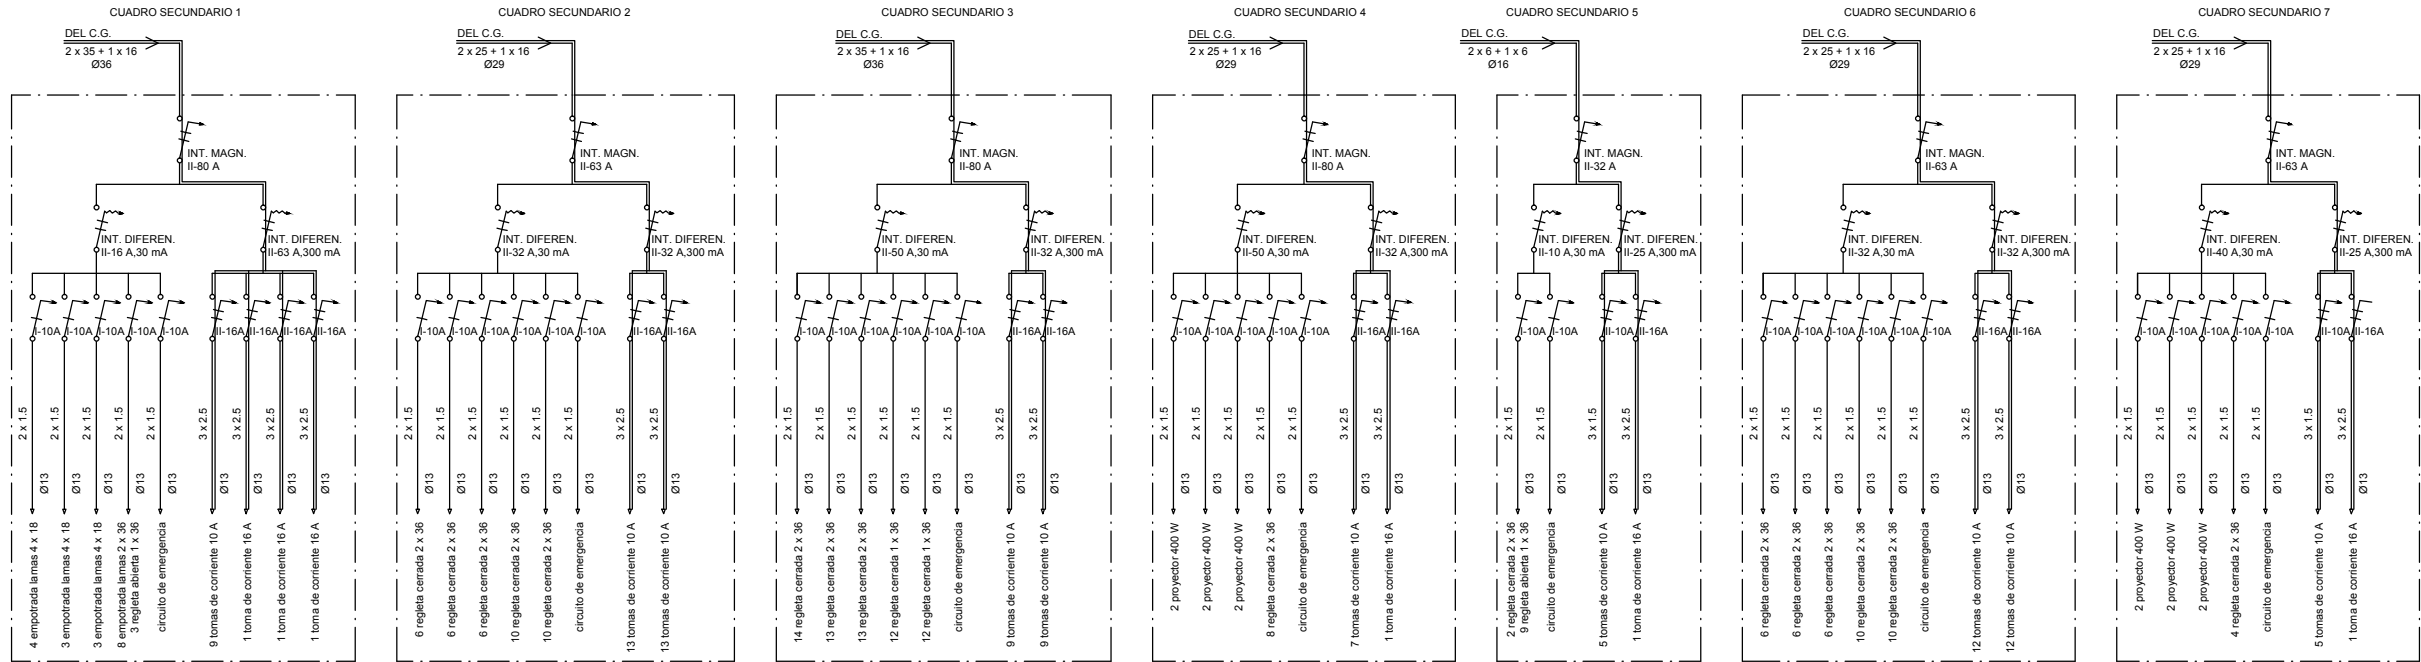 CUADRO SECUNDARIO 1
DEL C.G.
2 x 35 + 1 x 16
Ø36
INT. MAGN.
II-80 A
INT. DIFEREN.
II-16 A,30 mA
INT. DIFEREN.
II-63 A,300 mA
I-10A
I-10A
I-10A
I-10A
I-10A
II-16A
II-16A
II-16A
II-16A
2 x 1.5
2 x 1.5
2 x 1.5
2 x 1.5
2 x 1.5
3 x 2.5
3 x 2.5
3 x 2.5
3 x 2.5
Ø13
Ø13
Ø13
Ø13
Ø13
Ø13
Ø13
Ø13
Ø13
4 empotrada lamas 4 x 18
3 empotrada lamas 4 x 18
3 empotrada lamas 4 x 18
8 empotrada lamas 2 x 36
3 regleta abierta 1 x 36
circuito de emergencia
9 tomas de corriente 10 A
1 toma de corriente 16 A
1 toma de corriente 16 A
1 toma de corriente 16 A
CUADRO SECUNDARIO 2
DEL C.G.
2 x 25 + 1 x 16
Ø29
INT. MAGN.
II-63 A
INT. DIFEREN.
II-32 A,30 mA
INT. DIFEREN.
II-32 A,300 mA
I-10A
I-10A
I-10A
I-10A
I-10A
I-10A
II-16A
II-16A
2 x 1.5
2 x 1.5
2 x 1.5
2 x 1.5
2 x 1.5
2 x 1.5
3 x 2.5
3 x 2.5
Ø13
Ø13
Ø13
Ø13
Ø13
Ø13
Ø13
Ø13
6 regleta cerrada 2 x 36
6 regleta cerrada 2 x 36
6 regleta cerrada 2 x 36
10 regleta cerrada 2 x 36
10 regleta cerrada 2 x 36
circuito de emergencia
13 tomas de corriente 10 A
13 tomas de corriente 10 A
CUADRO SECUNDARIO 3
DEL C.G.
2 x 35 + 1 x 16
Ø36
INT. MAGN.
II-80 A
INT. DIFEREN.
II-50 A,30 mA
INT. DIFEREN.
II-32 A,300 mA
I-10A
I-10A
I-10A
I-10A
I-10A
I-10A
II-16A
II-16A
2 x 1.5
2 x 1.5
2 x 1.5
2 x 1.5
2 x 1.5
2 x 1.5
3 x 2.5
3 x 2.5
Ø13
Ø13
Ø13
Ø13
Ø13
Ø13
Ø13
Ø13
14 regleta cerrada 2 x 36
13 regleta cerrada 2 x 36
13 regleta cerrada 2 x 36
12 regleta cerrada 1 x 36
12 regleta cerrada 1 x 36
circuito de emergencia
9 tomas de corriente 10 A
9 tomas de corriente 10 A
CUADRO SECUNDARIO 4
DEL C.G.
2 x 25 + 1 x 16
Ø29
INT. MAGN.
II-80 A
INT. DIFEREN.
II-50 A,30 mA
INT. DIFEREN.
II-32 A,300 mA
I-10A
I-10A
I-10A
I-10A
I-10A
II-16A
II-16A
2 x 1.5
2 x 1.5
2 x 1.5
2 x 1.5
2 x 1.5
3 x 2.5
3 x 2.5
Ø13
Ø13
Ø13
Ø13
Ø13
Ø13
Ø13
2 proyector 400 W
2 proyector 400 W
2 proyector 400 W
8 regleta cerrada 2 x 36
circuito de emergencia
7 tomas de corriente 10 A
1 toma de corriente 16 A
CUADRO SECUNDARIO 5
DEL C.G.
2 x 6 + 1 x 6
Ø16
INT. MAGN.
II-32 A
INT. DIFEREN.
II-10 A,30 mA
INT. DIFEREN.
II-25 A,300 mA
I-10A
I-10A
II-10A
II-16A
2 x 1.5
2 x 1.5
3 x 1.5
3 x 2.5
Ø13
Ø13
Ø13
Ø13
2 regleta cerrada 2 x 36
9 regleta abierta 1 x 36
circuito de emergencia
5 tomas de corriente 10 A
1 toma de corriente 16 A
CUADRO SECUNDARIO 6
DEL C.G.
2 x 25 + 1 x 16
Ø29
INT. MAGN.
II-63 A
INT. DIFEREN.
II-32 A,30 mA
INT. DIFEREN.
II-32 A,300 mA
I-10A
I-10A
I-10A
I-10A
I-10A
I-10A
II-16A
II-16A
2 x 1.5
2 x 1.5
2 x 1.5
2 x 1.5
2 x 1.5
2 x 1.5
3 x 2.5
3 x 2.5
Ø13
Ø13
Ø13
Ø13
Ø13
Ø13
Ø13
Ø13
6 regleta cerrada 2 x 36
6 regleta cerrada 2 x 36
6 regleta cerrada 2 x 36
10 regleta cerrada 2 x 36
10 regleta cerrada 2 x 36
circuito de emergencia
12 tomas de corriente 10 A
12 tomas de corriente 10 A
CUADRO SECUNDARIO 7
DEL C.G.
2 x 25 + 1 x 16
Ø29
INT. MAGN.
II-63 A
INT. DIFEREN.
II-40 A,30 mA
INT. DIFEREN.
II-25 A,300 mA
I-10A
I-10A
I-10A
I-10A
I-10A
II-10A
II-16A
2 x 1.5
2 x 1.5
2 x 1.5
2 x 1.5
2 x 1.5
3 x 1.5
3 x 2.5
Ø13
Ø13
Ø13
Ø13
Ø13
Ø13
Ø13
2 proyector 400 W
2 proyector 400 W
2 proyector 400 W
4 regleta cerrada 2 x 36
circuito de emergencia
5 tomas de corriente 10 A
1 toma de corriente 16 A